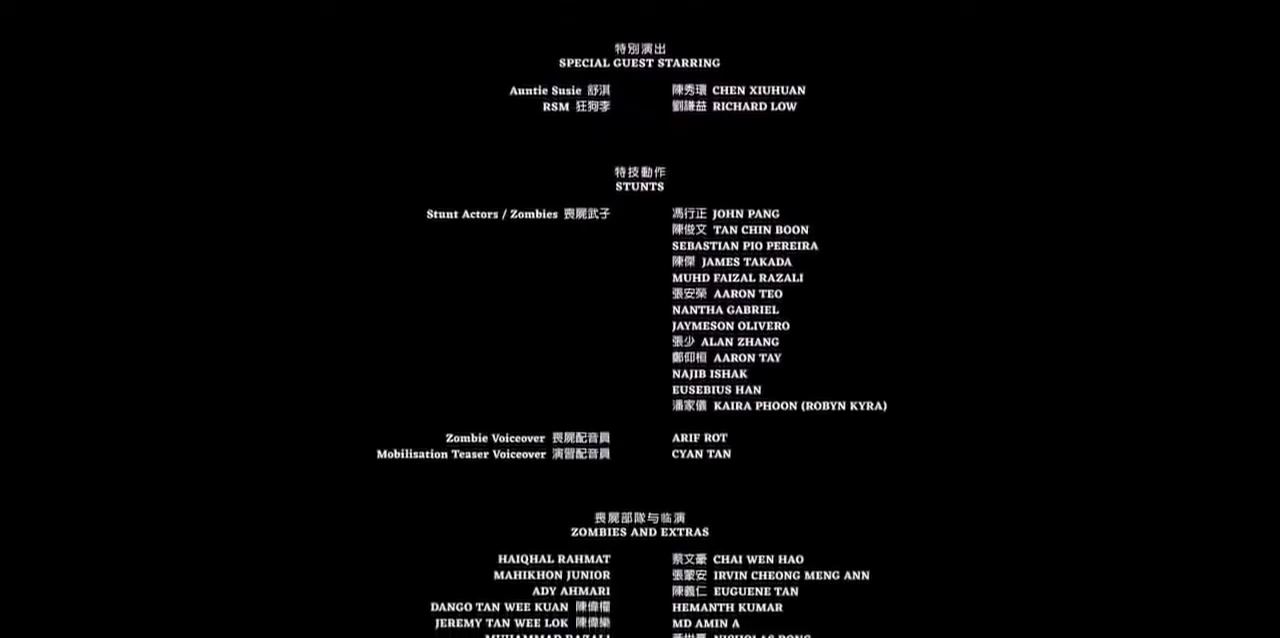 特別演出
SPECIAL GUEST STARRING
Auntie Susie 舒淇 陳秀環 CHEN XIUHUAN
RSM 狂狗李 劉謙益 RICHARD LOW
特技動作
STUNTS
Stunt Actors / Zombies 喪屍武子 馮行正 JOHN PANG
陳俊文 TAN CHIN BOON
SEBASTIAN PIO PEREIRA
陳傑 JAMES TAKADA
MUHD FAIZAL RAZALI
張安榮 AARON TEO
NANTHA GABRIEL
JAYMESON OLIVERO
張少 ALAN ZHANG
鄭仰桓 AARON TAY
NAJIB ISHAK
EUSEBIUS HAN
潘家儀 KAIRA PHOON (ROBYN KYRA)
Zombie Voiceover 喪屍配音員 ARIF ROT
Mobilisation Teaser Voiceover 演習配音員 CYAN TAN
喪屍部隊与临演
ZOMBIES AND EXTRAS
HAIQHAL RAHMAT 蔡文豪 CHAI WEN HAO
MAHIKHON JUNIOR 張蒙安 IRVIN CHEONG MENG ANN
ADY AHMARI 陳義仁 EUGUENE TAN
DANGO TAN WEE KUAN 陳偉權 HEMANTH KUMAR
JEREMY TAN WEE LOK 陳偉樂 MD AMIN A